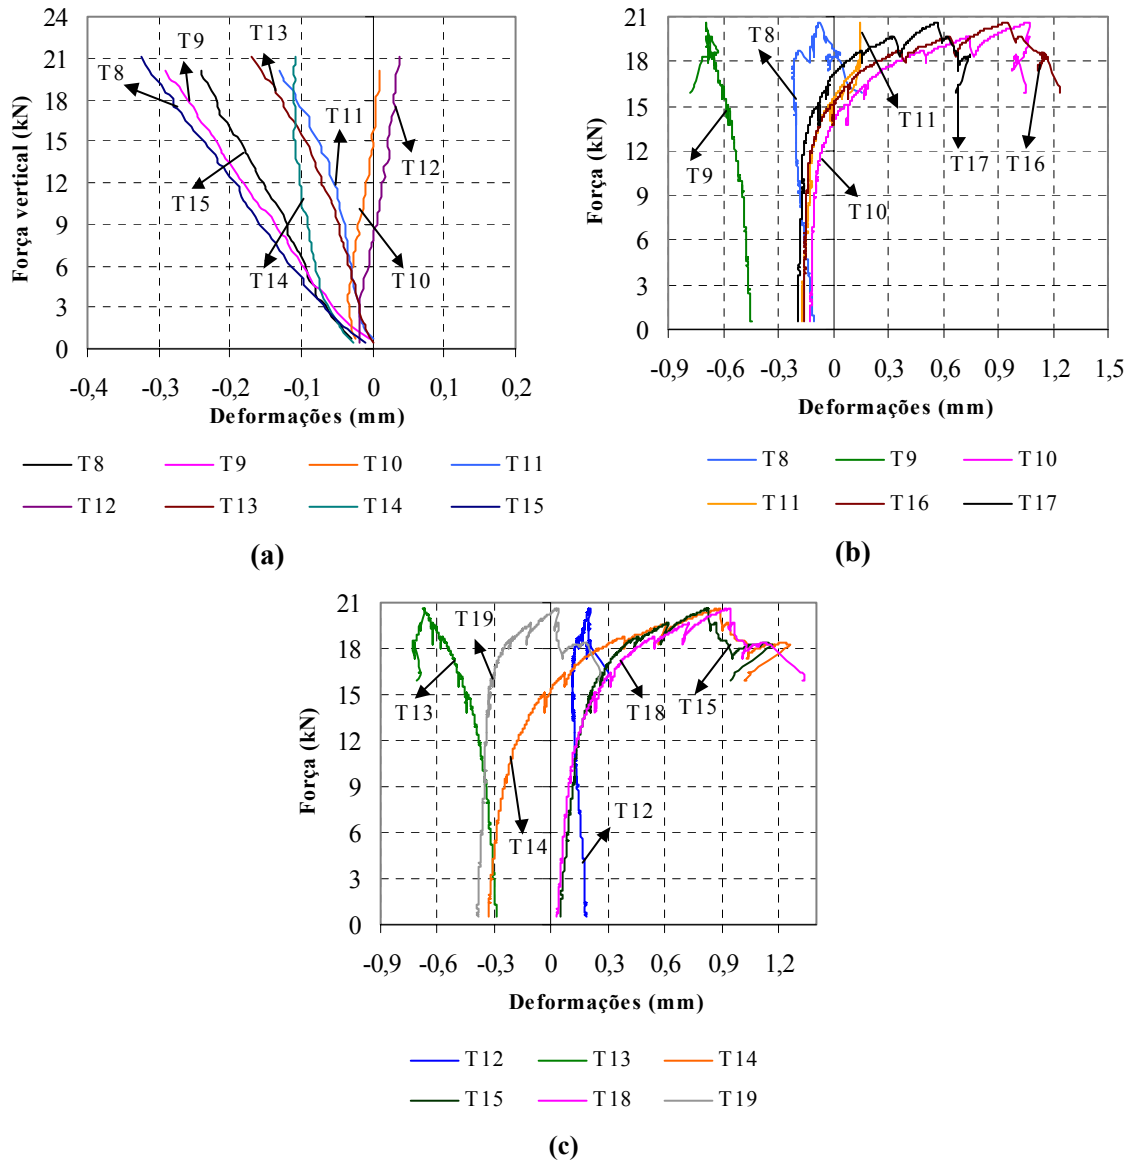 24
21
18
15
12
9
6
3
0
Força vertical (kN)
T9
T13
T8
T11
T12
T15
T14
T10
-0,4 -0,3 -0,2 -0,1 0 0,1 0,2
Deformações (mm)
T8 T9 T10 T11
T12 T13 T14 T15
(a)
21
18
15
12
9
6
3
0
Força (kN)
T8
T11
T9
T17 T16
T10
-0,9 -0,6 -0,3 0 0,3 0,6 0,9 1,2 1,5
Deformações (mm)
T8 T9 T10
T11 T16 T17
(b)
21
18
15
12
9
6
3
0
Força (kN)
T19
T13
T18
T15
T14
T12
-0,9 -0,6 -0,3 0 0,3 0,6 0,9 1,2
Deformações (mm)
T12 T13 T14
T15 T18 T19
(c)